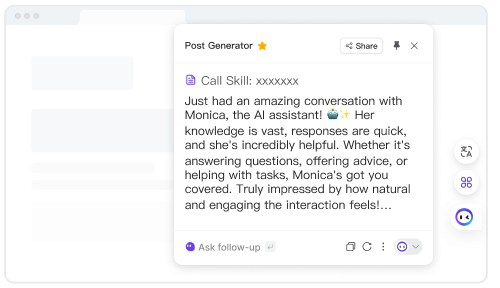 Post Generator
Share
Call Skill: xxxxxxx
Just had an amazing conversation with
Monica, the AI assistant! 🤖✨ Her
knowledge is vast, responses are quick,
and she's incredibly helpful. Whether it's
answering questions, offering advice, or
helping with tasks, Monica's got you
covered. Truly impressed by how natural
and engaging the interaction feels!...
Ask follow-up